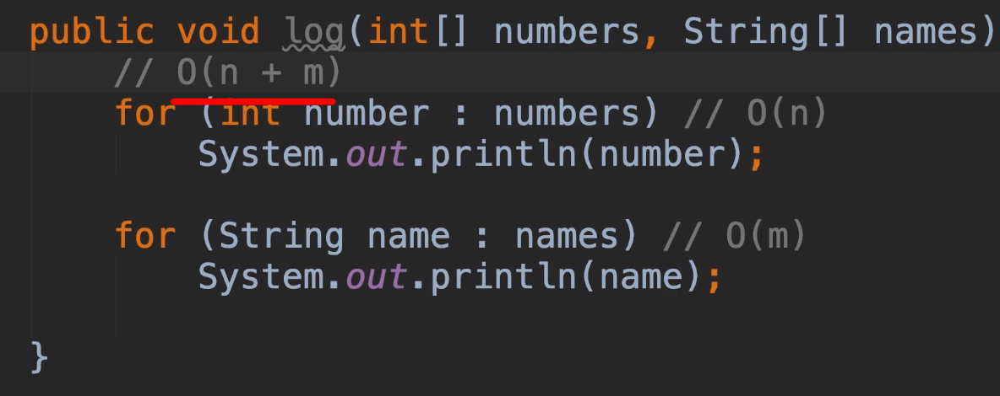 public void log(int[] numbers, String[] names)
// O(n + m)
for (int number : numbers) // O(n)
System.out.println(number);
for (String name : names) // O(m)
System.out.println(name);
}